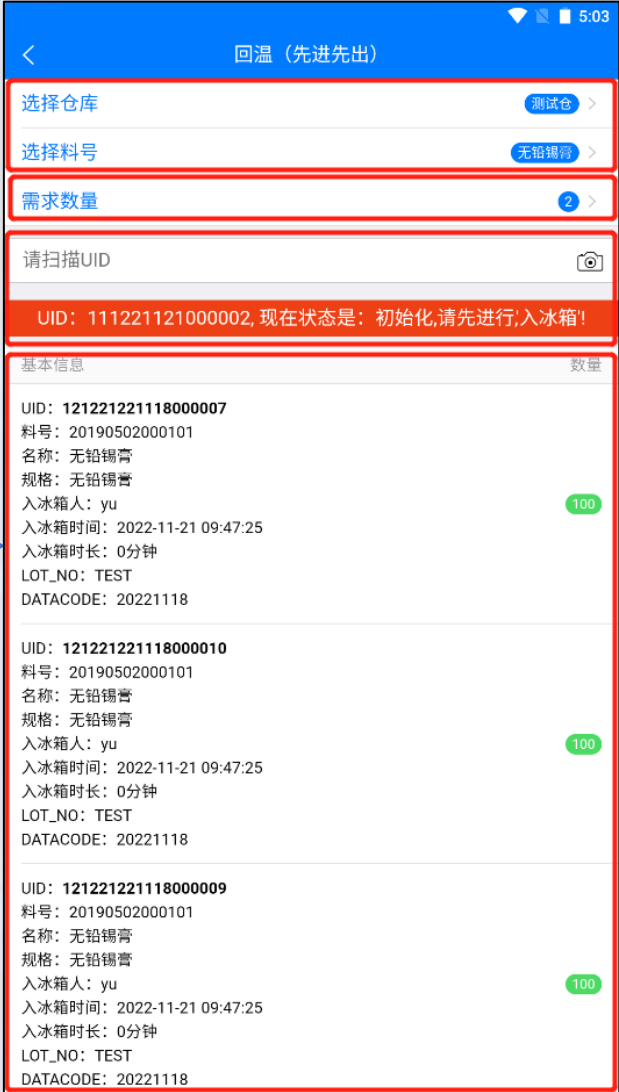 5:03
回温（先进先出）
选择仓库 测试仓
选择料号 无铅锡膏
需求数量 2
请扫描UID
UID：111221121000002, 现在状态是：初始化,请先进行,'入冰箱'!
基本信息 数量
UID：121221221118000007
料号：20190502000101
名称：无铅锡膏
规格：无铅锡膏
入冰箱人：yu
100
入冰箱时间：2022-11-21 09:47:25
入冰箱时长：0分钟
LOT_NO：TEST
DATACODE：20221118
UID：121221221118000010
料号：20190502000101
名称：无铅锡膏
规格：无铅锡膏
入冰箱人：yu
100
入冰箱时间：2022-11-21 09:47:25
入冰箱时长：0分钟
LOT_NO：TEST
DATACODE：20221118
UID：121221221118000009
料号：20190502000101
名称：无铅锡膏
规格：无铅锡膏
入冰箱人：yu
100
入冰箱时间：2022-11-21 09:47:25
入冰箱时长：0分钟
LOT_NO：TEST
DATACODE：20221118